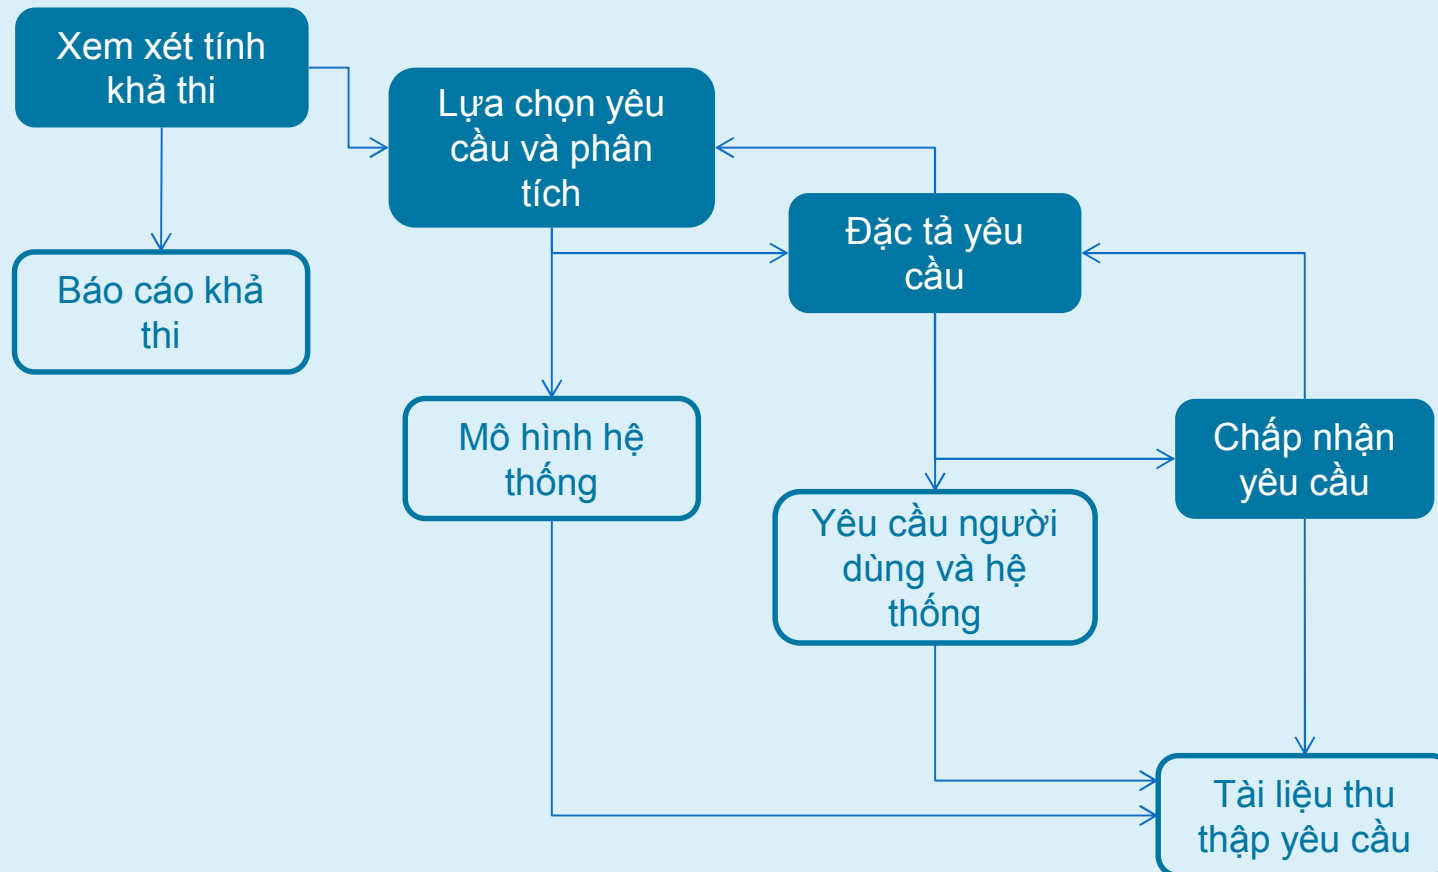 Xem xét tính
khả thi
Lựa chọn yêu
cầu và phân
tích
Đặc tả yêu
cầu
Báo cáo khả
thi
Mô hình hệ
thống
Chấp nhận
yêu cầu
Yêu cầu người
dùng và hệ
thống
Tài liệu thu
thập yêu cầu